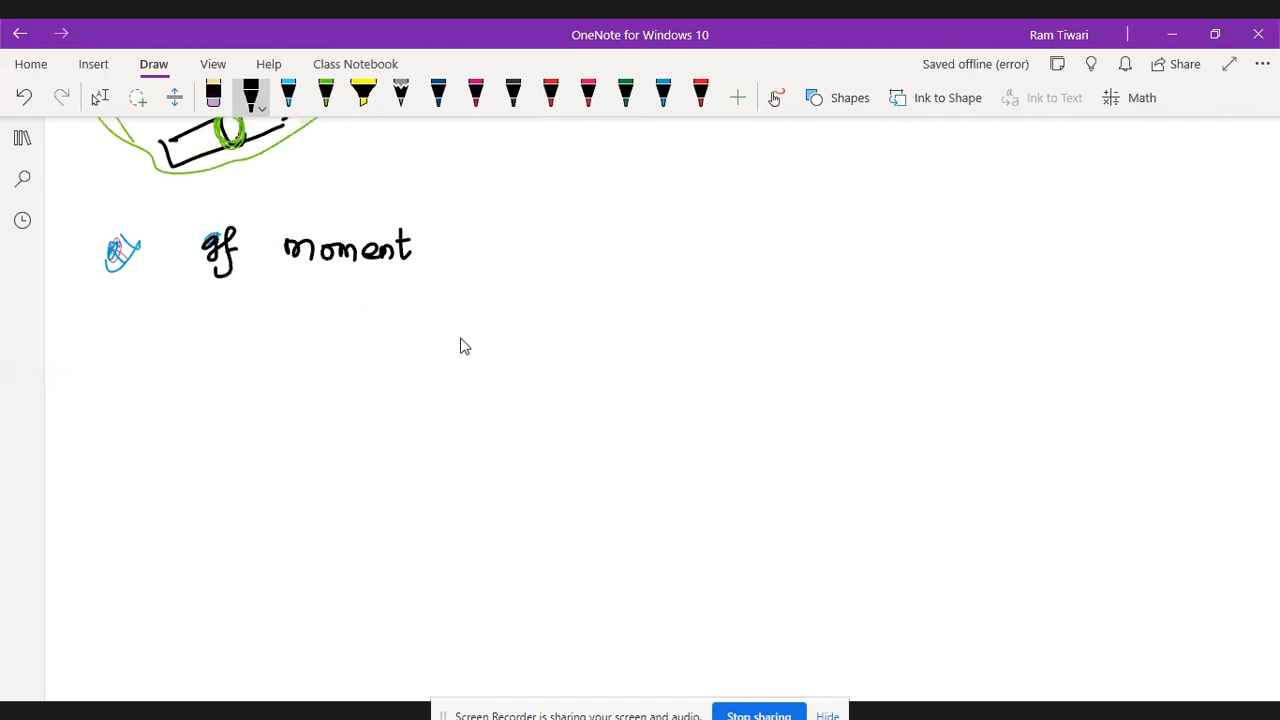 OneNote for Windows 10 Ram Tiwari
Home Insert Draw View Help Class Notebook Saved offline (error) Share
Shapes Ink to Shape Ink to Text Math
gf moment
Screen Recorder is sharing your screen and audio. Stop sharing Hide